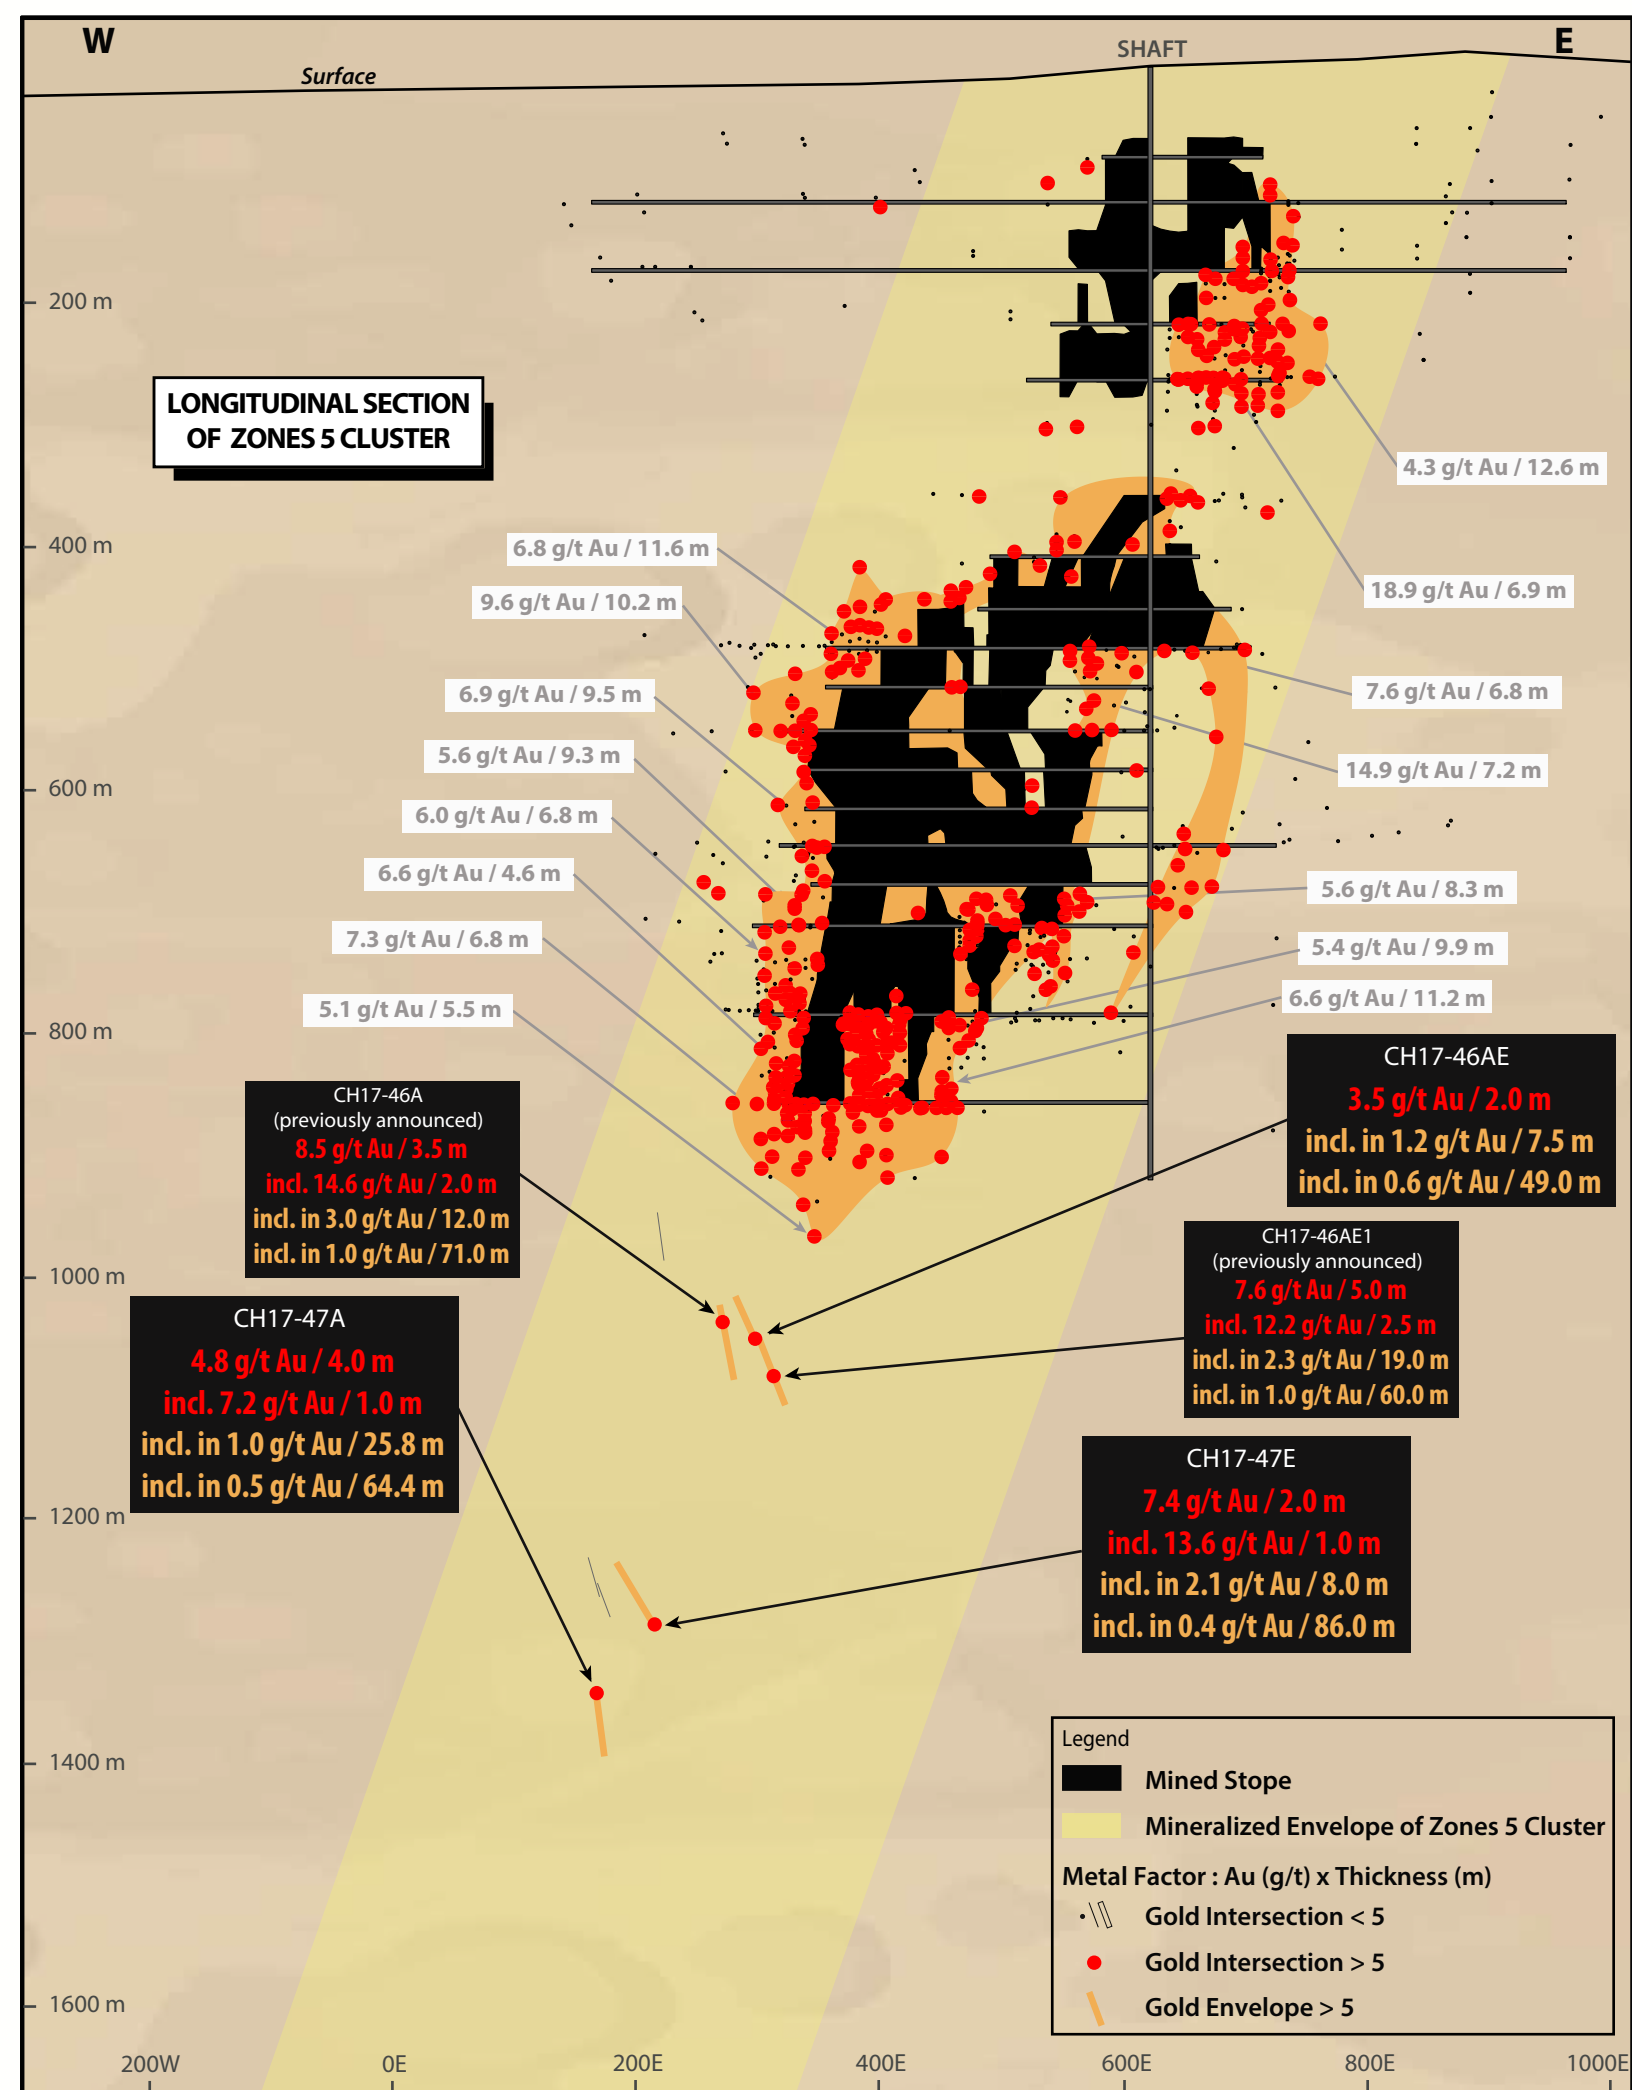 W
SHAFT
E
Surface
200 m
LONGITUDINAL SECTION
OF ZONES 5 CLUSTER
4.3 g/t Au / 12.6 m
400 m
6.8 g/t Au / 11.6 m
18.9 g/t Au / 6.9 m
9.6 g/t Au / 10.2 m
6.9 g/t Au / 9.5 m
7.6 g/t Au / 6.8 m
5.6 g/t Au / 9.3 m
14.9 g/t Au / 7.2 m
600 m
6.0 g/t Au / 6.8 m
6.6 g/t Au / 4.6 m
5.6 g/t Au / 8.3 m
7.3 g/t Au / 6.8 m
5.4 g/t Au / 9.9 m
6.6 g/t Au / 11.2 m
5.1 g/t Au / 5.5 m
800 m
CH17-46AE
3.5 g/t Au / 2.0 m
incl. in 1.2 g/t Au / 7.5 m
incl. in 0.6 g/t Au / 49.0 m
CH17-46A
(previously announced)
8.5 g/t Au / 3.5 m
incl. 14.6 g/t Au / 2.0 m
incl. in 3.0 g/t Au / 12.0 m
incl. in 1.0 g/t Au / 71.0 m
CH17-46AE1
(previously announced)
7.6 g/t Au / 5.0 m
incl. 12.2 g/t Au / 2.5 m
incl. in 2.3 g/t Au / 19.0 m
incl. in 1.0 g/t Au / 60.0 m
1000 m
CH17-47A
4.8 g/t Au / 4.0 m
incl. 7.2 g/t Au / 1.0 m
incl. in 1.0 g/t Au / 25.8 m
incl. in 0.5 g/t Au / 64.4 m
CH17-47E
7.4 g/t Au / 2.0 m
incl. 13.6 g/t Au / 1.0 m
incl. in 2.1 g/t Au / 8.0 m
incl. in 0.4 g/t Au / 86.0 m
1200 m
1400 m
Legend
Mined Stope
Mineralized Envelope of Zones 5 Cluster
Metal Factor : Au (g/t) x Thickness (m)
Gold Intersection < 5
Gold Intersection > 5
Gold Envelope > 5
1600 m
200W
0E
200E
400E
600E
800E
1000E